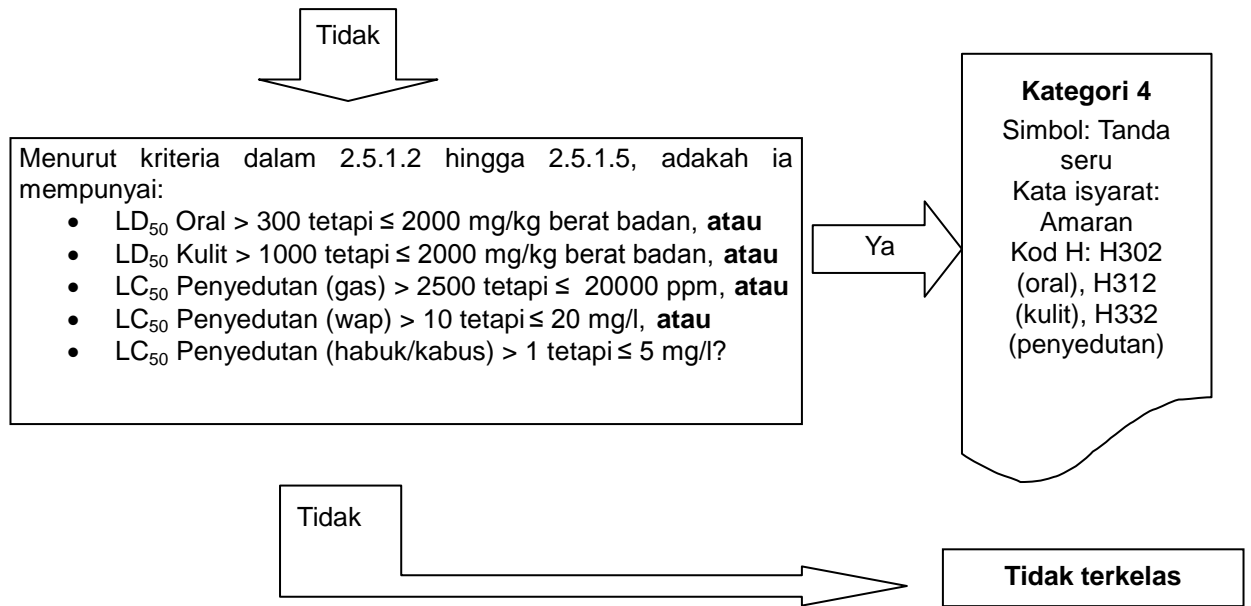 Tidak
Menurut kriteria dalam 2.5.1.2 hingga 2.5.1.5, adakah ia
mempunyai:
• LD₅₀ Oral > 300 tetapi ≤ 2000 mg/kg berat badan, atau
• LD₅₀ Kulit > 1000 tetapi ≤ 2000 mg/kg berat badan, atau
• LC₅₀ Penyedutan (gas) > 2500 tetapi ≤ 20000 ppm, atau
• LC₅₀ Penyedutan (wap) > 10 tetapi ≤ 20 mg/l, atau
• LC₅₀ Penyedutan (habuk/kabus) > 1 tetapi ≤ 5 mg/l?
Ya
Kategori 4
Simbol: Tanda
seru
Kata isyarat:
Amaran
Kod H: H302
(oral), H312
(kulit), H332
(penyedutan)
Tidak
Tidak terkelas